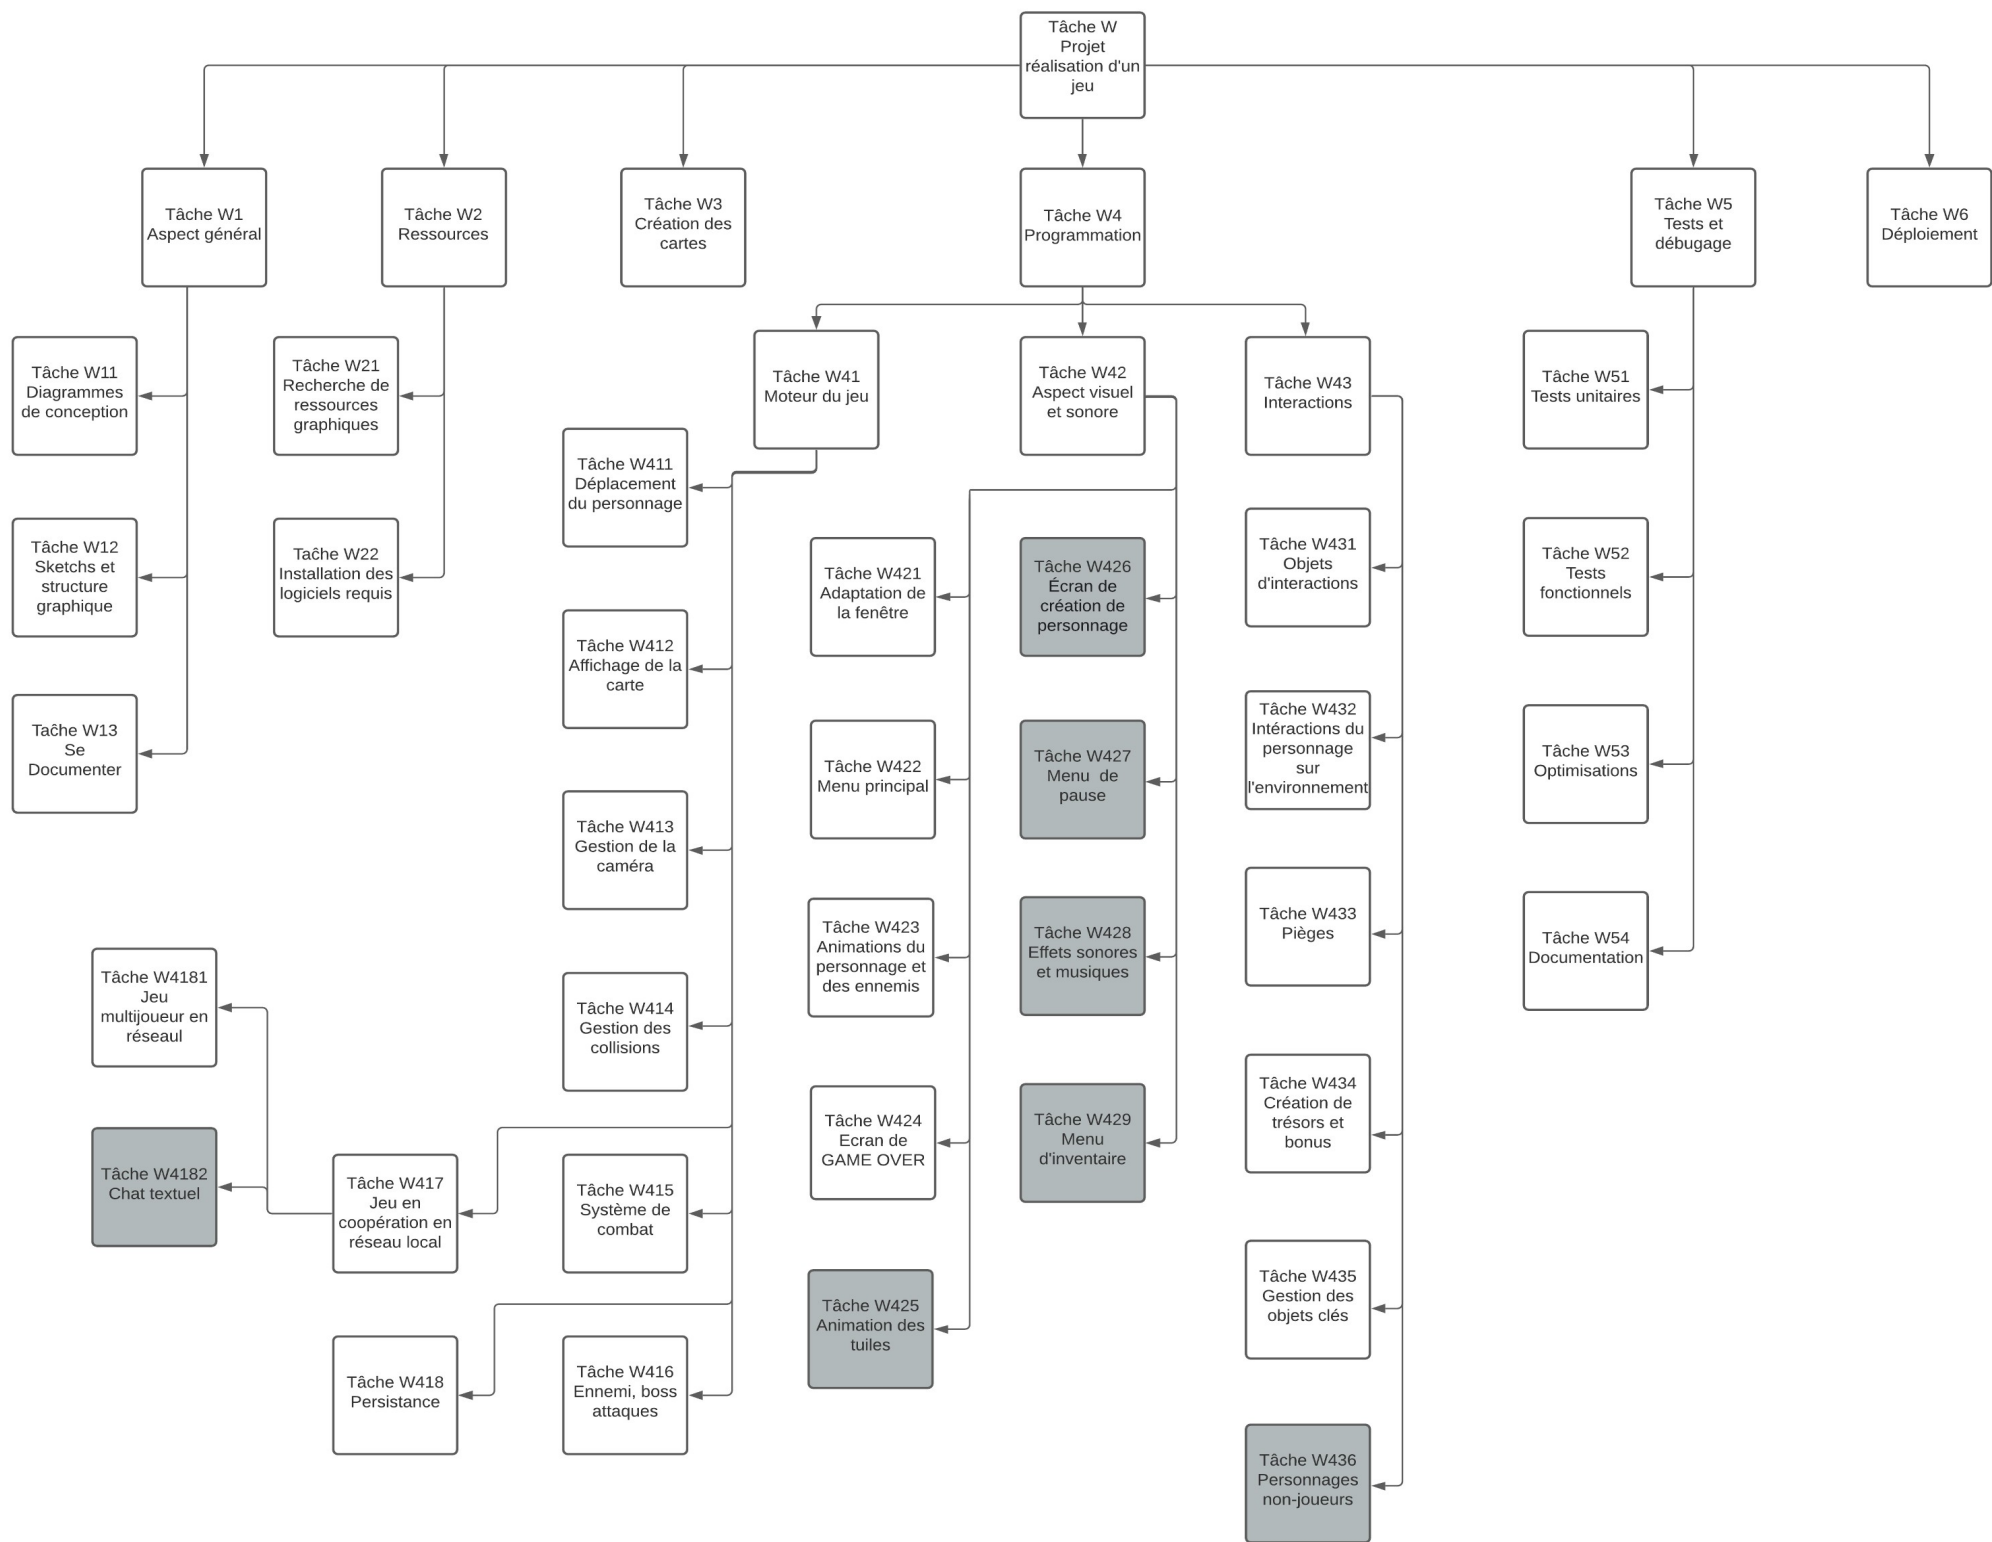 Tâche W
Projet
réalisation d'un
jeu
Tâche W1
Aspect général
Tâche W2
Ressources
Tâche W3
Création des
cartes
Tâche W4
Programmation
Tâche W5
Tests et
débugage
Tâche W6
Déploiement
Tâche W11
Diagrammes
de conception
Tâche W12
Sketchs et
structure
graphique
Taĉhe W13
Se
Documenter
Tâche W21
Recherche de
ressources
graphiques
Taĉhe W22
Installation des
logiciels requis
Tâche W41
Moteur du jeu
Tâche W411
Déplacement
du personnage
Tâche W412
Affichage de la
carte
Tâche W413
Gestion de la
caméra
Tâche W414
Gestion des
collisions
Tâche W415
Système de
combat
Tâche W416
Ennemi, boss
attaques
Tâche W417
Jeu en
coopération en
réseau local
Tâche W4181
Jeu
multijoueur en
réseaul
Tâche W4182
Chat textuel
Tâche W418
Persistance
Tâche W42
Aspect visuel
et sonore
Tâche W421
Adaptation de
la fenêtre
Tâche W422
Menu principal
Tâche W423
Animations du
personnage et
des ennemis
Tâche W424
Ecran de
GAME OVER
Tâche W425
Animation des
tuiles
Tâche W426
Écran de
création de
personnage
Tâche W427
Menu  de
pause
Tâche W428
Effets sonores
et musiques
Tâche W429
Menu
d'inventaire
Tâche W43
Interactions
Tâche W431
Objets
d'interactions
Tâche W432
Intéractions du
personnage
sur
l'environnement
Tâche W433
Pièges
Tâche W434
Création de
trésors et
bonus
Tâche W435
Gestion des
objets clés
Tâche W436
Personnages
non-joueurs
Tâche W51
Tests unitaires
Tâche W52
Tests
fonctionnels
Tâche W53
Optimisations
Tâche W54
Documentation